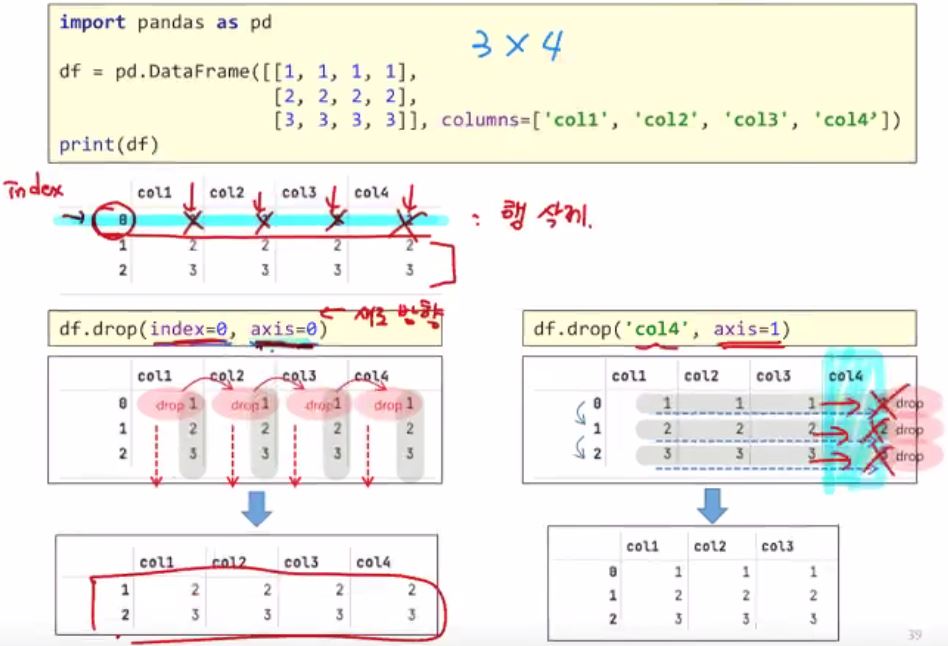 import pandas as pd
3 × 4
df = pd.DataFrame([[1, 1, 1, 1],
[2, 2, 2, 2],
[3, 3, 3, 3]], columns=['col1', 'col2', 'col3', 'col4'])
print(df)
index
col1 col2 col3 col4
0
: 행 삭제.
1 2 2 2 2
2 3 3 3 3
← 세로 방향
df.drop(index=0, axis=0)
col1 col2 col3 col4
0 drop 1 drop 1 drop 1 drop 1
1 2 2 2 2
2 3 3 3 3
col1 col2 col3 col4
1 2 2 2 2
2 3 3 3 3
df.drop('col4', axis=1)
col1 col2 col3 col4
0 1 1 1 drop
1 2 2 2 2 drop
2 3 3 3 drop
col1 col2 col3
0 1 1 1
1 2 2 2
2 3 3 3
39